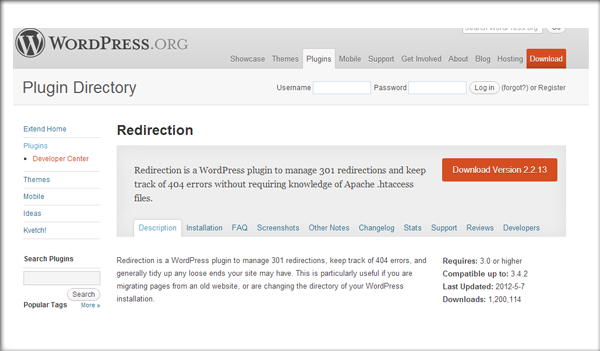 Search WordPress.org Go
WORDPRESS.ORG
Showcase Themes Plugins Mobile Support Get Involved About Blog Hosting Download
Plugin Directory
Username Password Log in (forgot?) or Register
Extend Home
Plugins
Developer Center
Themes
Mobile
Ideas
Kvetch!
Search Plugins
Search
Popular Tags More »
Redirection
Redirection is a WordPress plugin to manage 301 redirections and keep
track of 404 errors without requiring knowledge of Apache .htaccess
files.
Download Version 2.2.13
Description Installation FAQ Screenshots Other Notes Changelog Stats Support Reviews Developers
Redirection is a WordPress plugin to manage 301 redirections, keep track of 404 errors, and
generally tidy up any loose ends your site may have. This is particularly useful if you are
migrating pages from an old website, or are changing the directory of your WordPress
installation.
Requires: 3.0 or higher
Compatible up to: 3.4.2
Last Updated: 2012-5-7
Downloads: 1,200,114